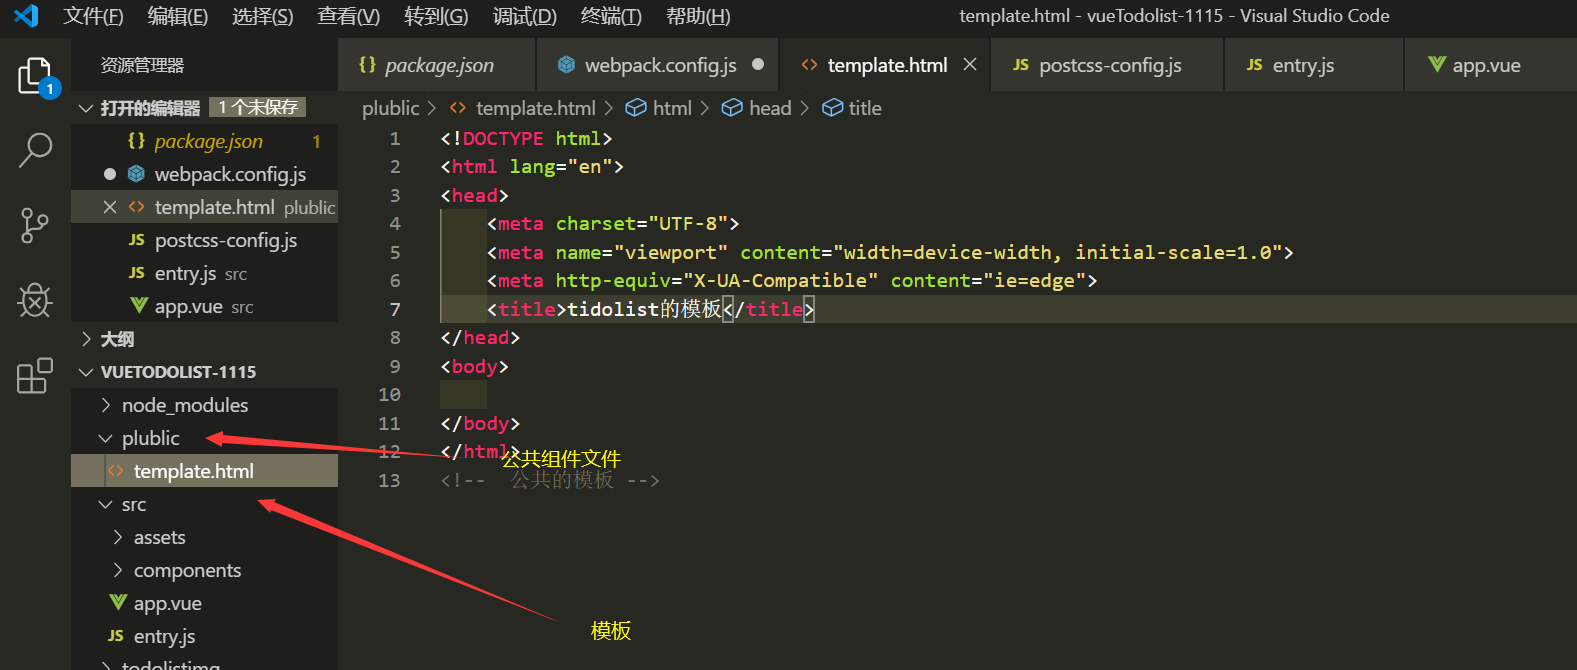 文件(F) 编辑(E) 选择(S) 查看(V) 转到(G) 调试(D) 终端(T) 帮助(H) template.html - vueTodolist-1115 - Visual Studio Code
资源管理器
{} package.json webpack.config.js <> template.html JS postcss-config.js JS entry.js app.vue
1
打开的编辑器 1 个未保存
{} package.json 1
webpack.config.js
<> template.html plublic
JS postcss-config.js
JS entry.js src
app.vue src
大纲
VUETODOLIST-1115
node_modules
plublic
<> template.html
src
assets
components
app.vue
JS entry.js
todolistimg
plublic > <> template.html > html > head > title
1 <!DOCTYPE html>
2 <html lang="en">
3 <head>
4 <meta charset="UTF-8">
5 <meta name="viewport" content="width=device-width, initial-scale=1.0">
6 <meta http-equiv="X-UA-Compatible" content="ie=edge">
7 <title>tidolist的模板</title>
8 </head>
9 <body>
10
11 </body>
12 </html>
公共组件文件
13 <!-- 公共的模板 -->
模板